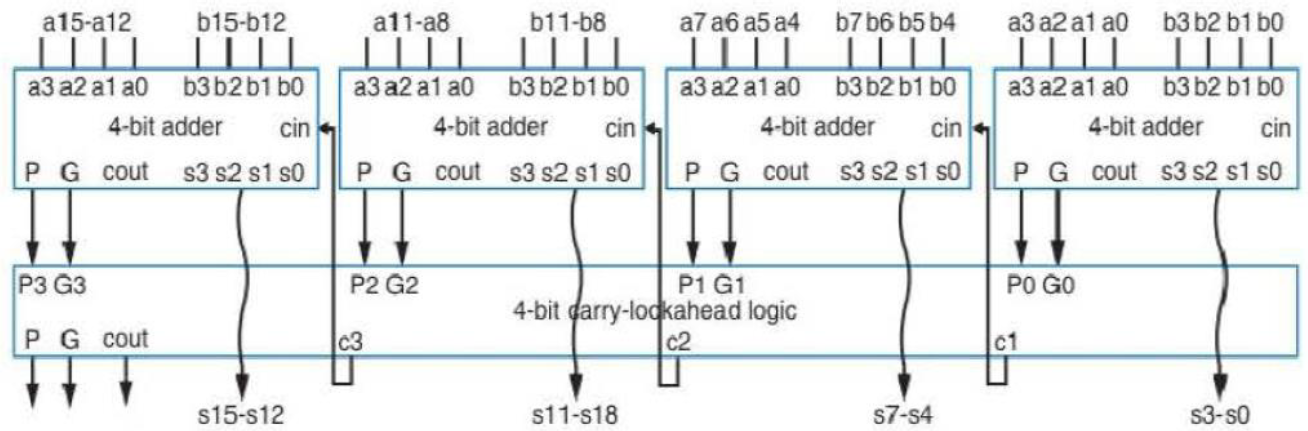 a15-a12 b15-b12 a11-a8 b11-b8 a7 a6 a5 a4 b7 b6 b5 b4 a3 a2 a1 a0 b3 b2 b1 b0
a3 a2 a1 a0 b3 b2 b1 b0 a3 a2 a1 a0 b3 b2 b1 b0 a3 a2 a1 a0 b3 b2 b1 b0 a3 a2 a1 a0 b3 b2 b1 b0
4-bit adder cin 4-bit adder cin 4-bit adder cin 4-bit adder cin
P G cout s3 s2 s1 s0 P G cout s3 s2 s1 s0 P G cout s3 s2 s1 s0 P G cout s3 s2 s1 s0
P3 G3 P2 G2 P1 G1 P0 G0
4-bit carry-lookahead logic
P G cout c3 c2 c1
s15-s12 s11-s18 s7-s4 s3-s0